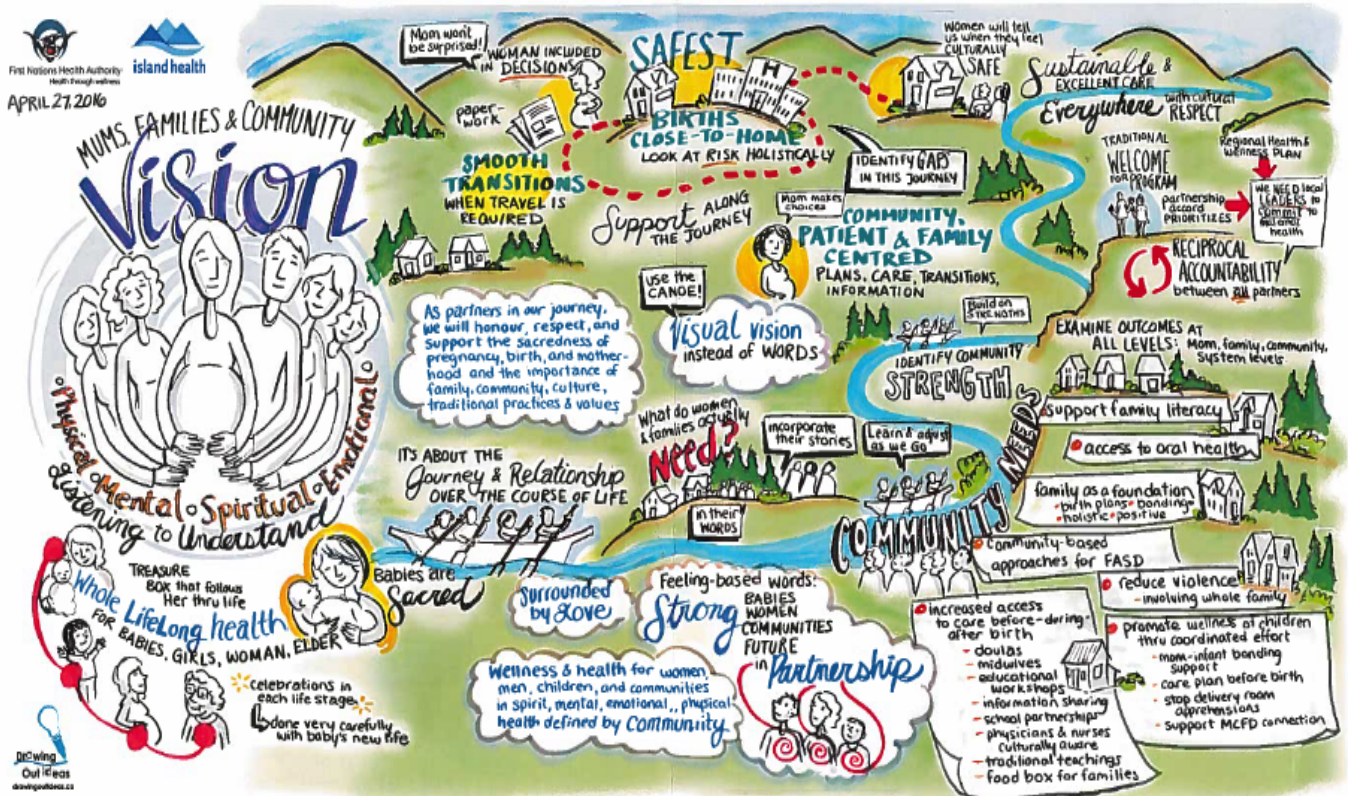 First Nations Health Authority
Health through wellness
island health
APRIL 27, 2016
MUMS, FAMILIES & COMMUNITY
Vision
Physical • Mental • Spiritual • Emotional
Listening to Understand
TREASURE
BOX that follows
Her thru life
Whole LifeLong health
FOR BABIES, GIRLS, WOMAN, ELDER
Celebrations in
each life stage
done very carefully
with baby's new life
Drawing
Out Ideas
drawingoutideas.ca
Mom won't
be surprised!
WOMAN INCLUDED
IN DECISIONS
paper-
work
SMOOTH
TRANSITIONS
WHEN TRAVEL IS
REQUIRED
SAFEST
BIRTHS
CLOSE-TO-HOME
LOOK AT RISK HOLISTICALLY
H
IDENTIFY GAPS
IN THIS JOURNEY
Support ALONG
THE JOURNEY
Women will tell
us when they feel
CULTURALLY
SAFE
Sustainable &
EXCELLENT CARE
Everywhere with cultural
RESPECT
TRADITIONAL
WELCOME
PROGRAM
Regional Health &
Wellness PLAN
partnership
accord
PRIORITIZES
WE NEED local
LEADERS to
commit to
health
RECIPROCAL
ACCOUNTABILITY
between all partners
Mom makes
choices
COMMUNITY,
PATIENT & FAMILY
CENTRED
PLANS, CARE, TRANSITIONS,
INFORMATION
use the
CANOE!
Visual vision
instead of WORDS
As partners in our journey,
we will honour, respect, and
support the sacredness of
pregnancy, birth, and mother-
hood and the importance of
family, community, culture,
traditional practices & values
Build on
STRENGTHS
IDENTIFY COMMUNITY
STRENGTH
EXAMINE OUTCOMES AT
ALL LEVELS: Mom, family, community,
System levels
IT'S ABOUT THE
Journey & Relationship
OVER THE COURSE OF LIFE
What do women
& families actually
Need?
incorporate
their stories
in their
WORDS
Learn & adjust
as we Go
Babies are
Sacred
Surrounded
by Love
Feeling-based words:
Strong
BABIES
WOMEN
COMMUNITIES
FUTURE
in Partnership
Wellness & health for women,
men, children, and communities
in spirit, mental, emotional, physical
health defined by Community
COMMUNITY NEEDS
support family literacy
access to oral health
family as a foundation
• birth plans • bonding
• holistic • positive
Community-based
approaches for FASD
reduce violence
- involving whole family
increased access
to care before-during-
after birth
- doulas
- midwives
- educational
workshops
- information sharing
- school partnerships
- physicians & nurses
culturally aware
- traditional teachings
- food box for families
promote wellness of children
thru coordinated effort
- mom-infant bonding
support
- care plan before birth
- stop delivery room
apprehensions
- support MCFD connection